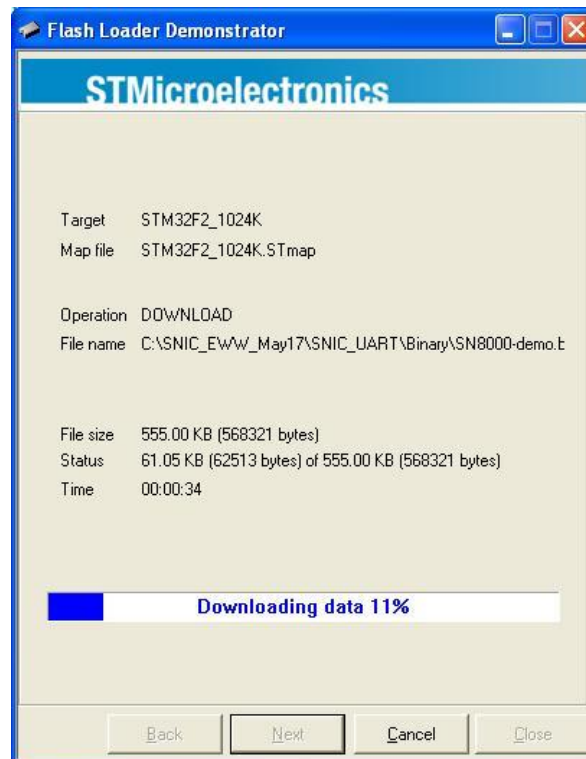 Flash Loader Demonstrator
STMicroelectronics
Target STM32F2_1024K
Map file STM32F2_1024K.STmap
Operation DOWNLOAD
File name C:\SNIC_EWW_May17\SNIC_UART\Binary\SN8000-demo.b
File size 555.00 KB (568321 bytes)
Status 61.05 KB (62513 bytes) of 555.00 KB (568321 bytes)
Time 00:00:34
Downloading data 11%
Back Next Cancel Close